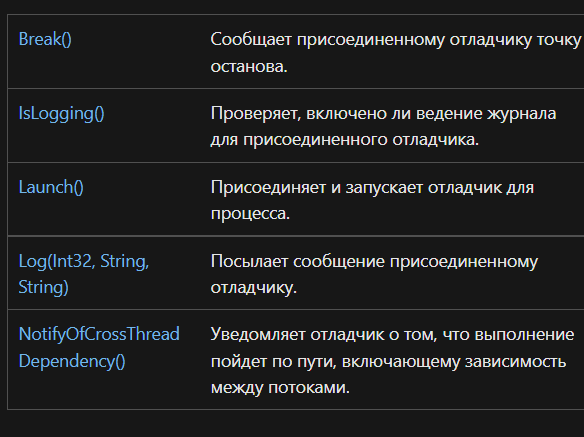 Break()
Сообщает присоединенному отладчику точку
останова.
IsLogging()
Проверяет, включено ли ведение журнала
для присоединенного отладчика.
Launch()
Присоединяет и запускает отладчик для
процесса.
Log(Int32, String,
String)
Посылает сообщение присоединенному
отладчику.
NotifyOfCrossThread
Dependency()
Уведомляет отладчик о том, что выполнение
пойдет по пути, включающему зависимость
между потоками.